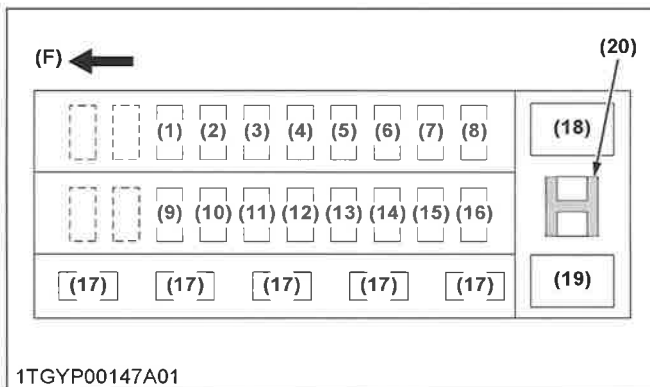 (F) (20)
(1) (2) (3) (4) (5) (6) (7) (8) (18)
(9) (10) (11) (12) (13) (14) (15) (16)
(17) (17) (17) (17) (17) (19)
1TGYP00147A01